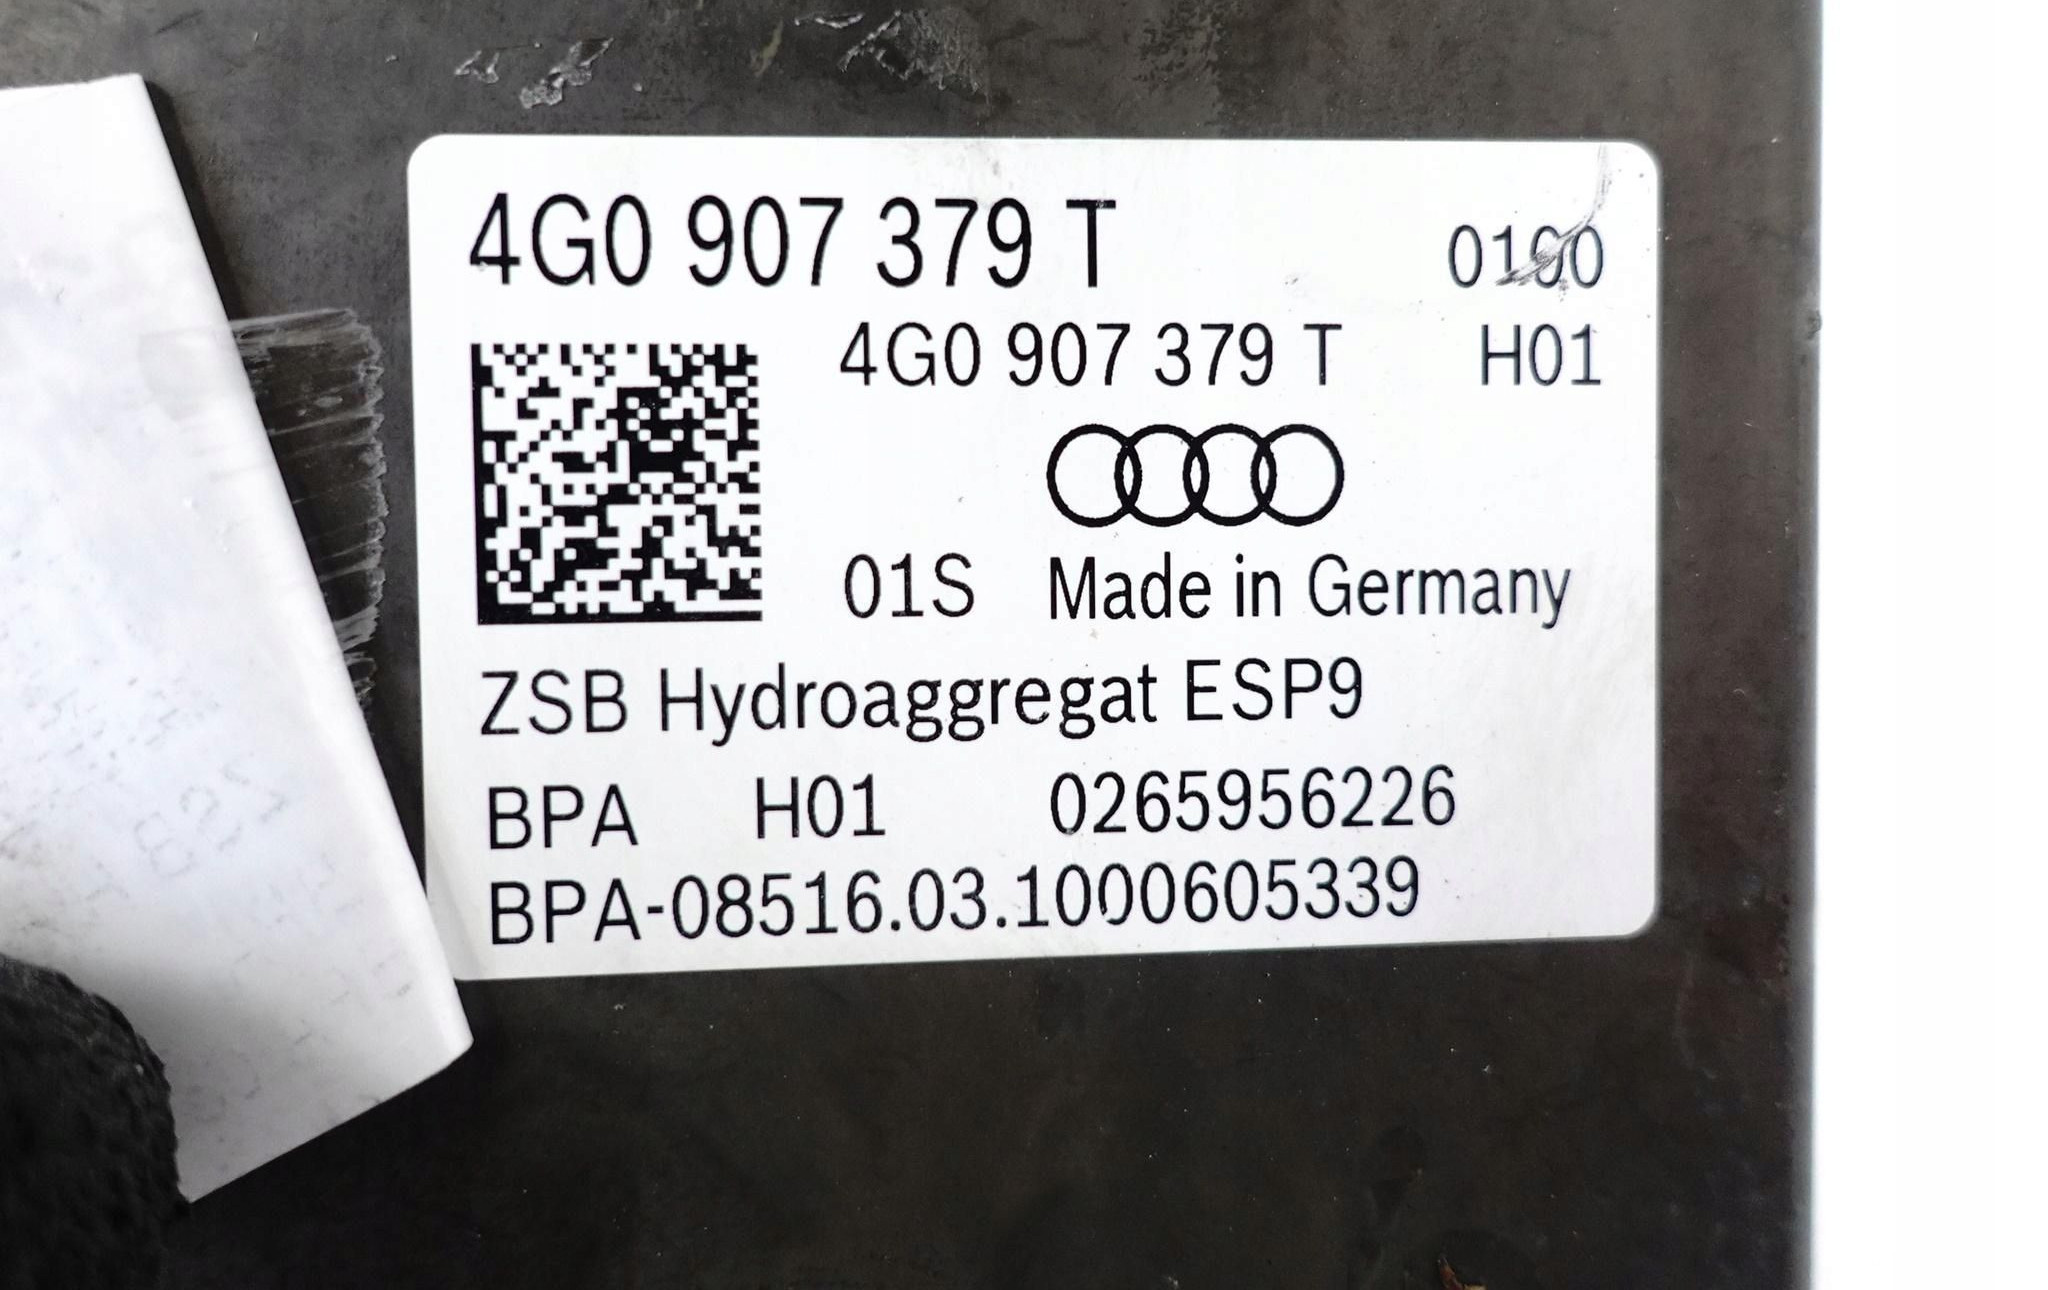 4G0 907 379 T 0100
4G0 907 379 T H01
01S Made in Germany
ZSB Hydroaggregat ESP9
BPA H01 0265956226
BPA-08516.03.1000605339